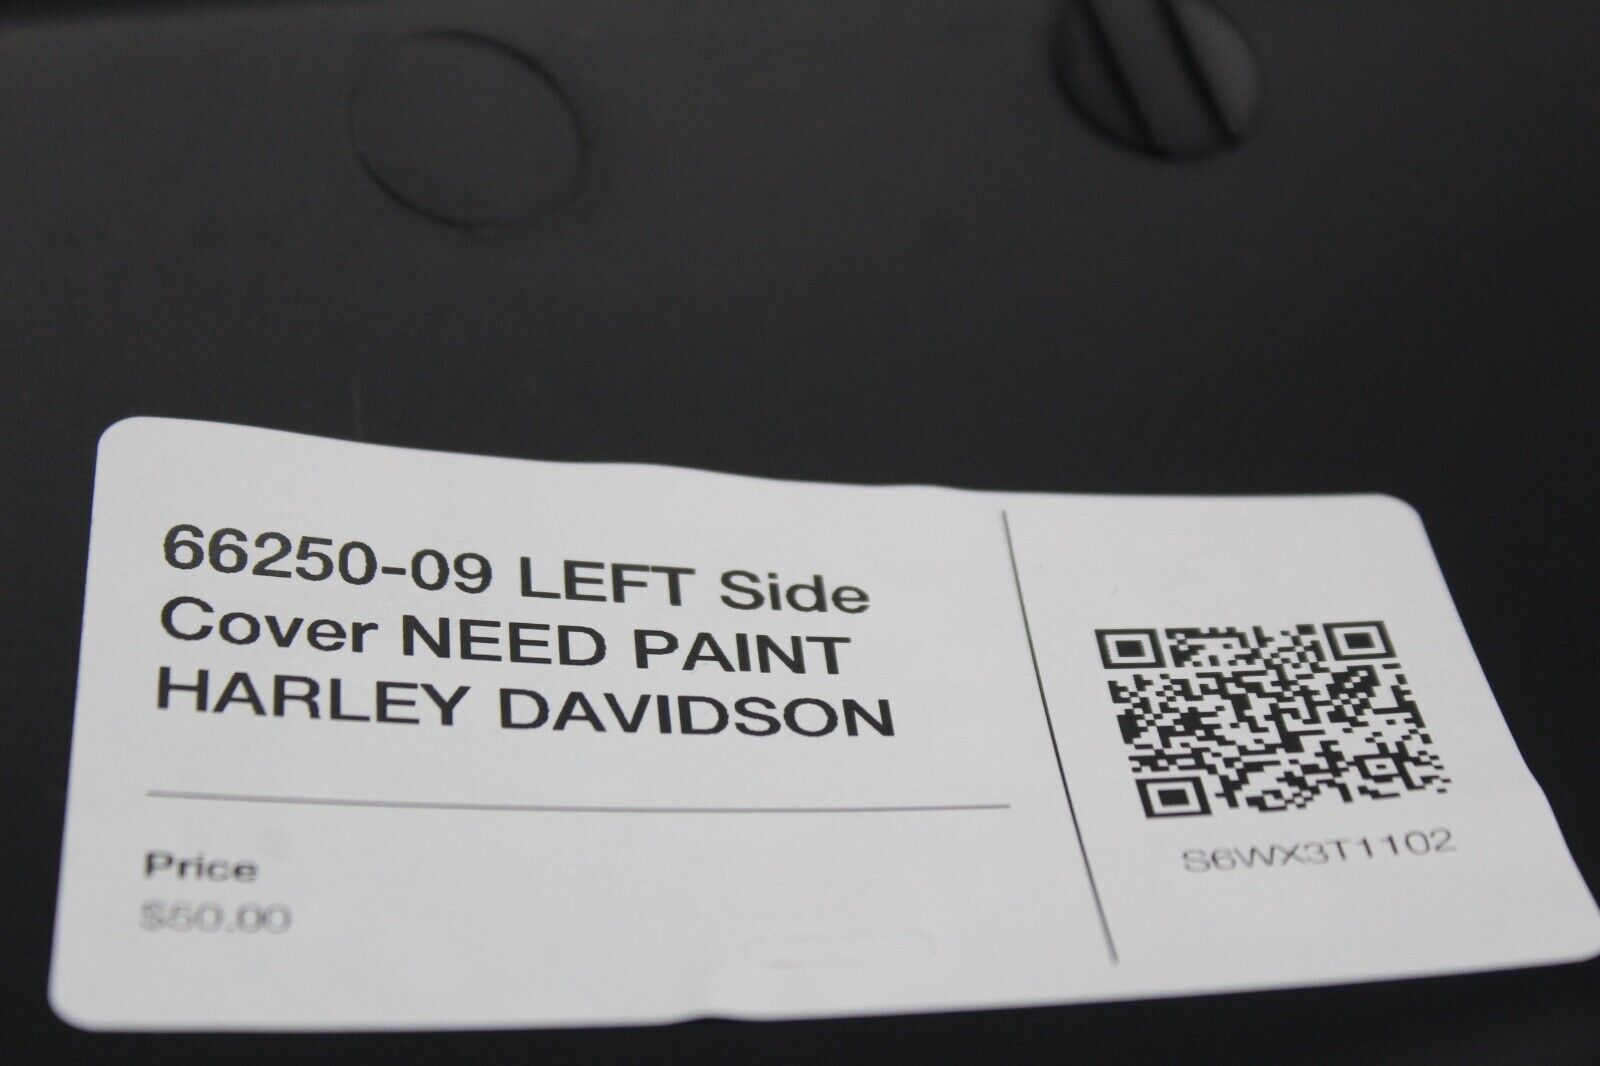 66250-09 LEFT Side
Cover NEED PAINT
HARLEY DAVIDSON
Price
$50.00
S6WX3T1102